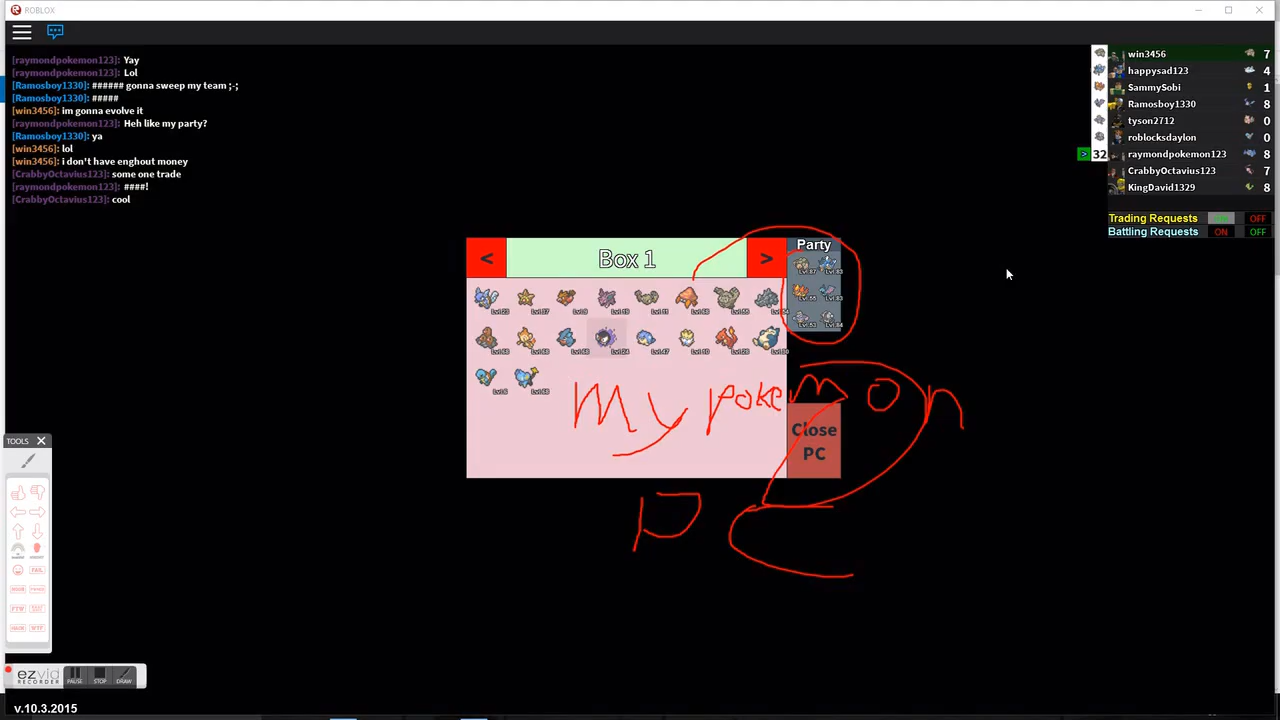 ROBLOX
[raymondpokemon123]: Yay
[raymondpokemon123]: Lol
[Ramosboy1330]: ###### gonna sweep my team ;-;
[Ramosboy1330]: #####
[win3456]: im gonna evolve it
[raymondpokemon123]: Heh like my party?
[Ramosboy1330]: ya
[win3456]: lol
[win3456]: i don't have enghout money
[CrabbyOctavius123]: some one trade
[raymondpokemon123]: ####!
[CrabbyOctavius123]: cool
win3456 7
happysad123 4
SammySobi 1
Ramosboy1330 8
tyson2712 0
roblocksdaylon 0
> 32 raymondpokemon123 8
CrabbyOctavius123 7
KingDavid1329 8
Trading Requests ON OFF
Battling Requests ON OFF
< Box 1 > Party
My pokemon
Close
PC
PC
TOOLS
FAIL
FTW
WTF
ezvid
RECORDER
PAUSE STOP DRAW
v.10.3.2015